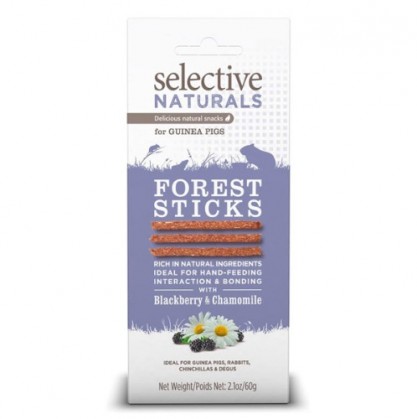 selective
NATURALS
Delicious natural snacks
for GUINEA PIGS
FOREST
STICKS
RICH IN NATURAL INGREDIENTS
IDEAL FOR HAND-FEEDING
INTERACTION & BONDING
WITH
Blackberry & Chamomile
IDEAL FOR GUINEA PIGS, RABBITS,
CHINCHILLAS & DEGUS
Net Weight/Poids Net: 2.1oz/60g